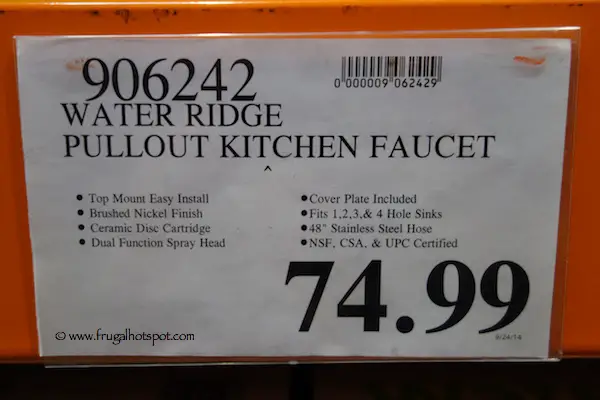 906242
0 000009 062429
WATER RIDGE
PULLOUT KITCHEN FAUCET
^
• Top Mount Easy Install
• Brushed Nickel Finish
• Ceramic Disc Cartridge
• Dual Function Spray Head
• Cover Plate Included
• Fits 1,2,3,& 4 Hole Sinks
• 48" Stainless Steel Hose
• NSF, CSA, & UPC Certified
74.99
© www.frugalhotspot.com
9/24/14